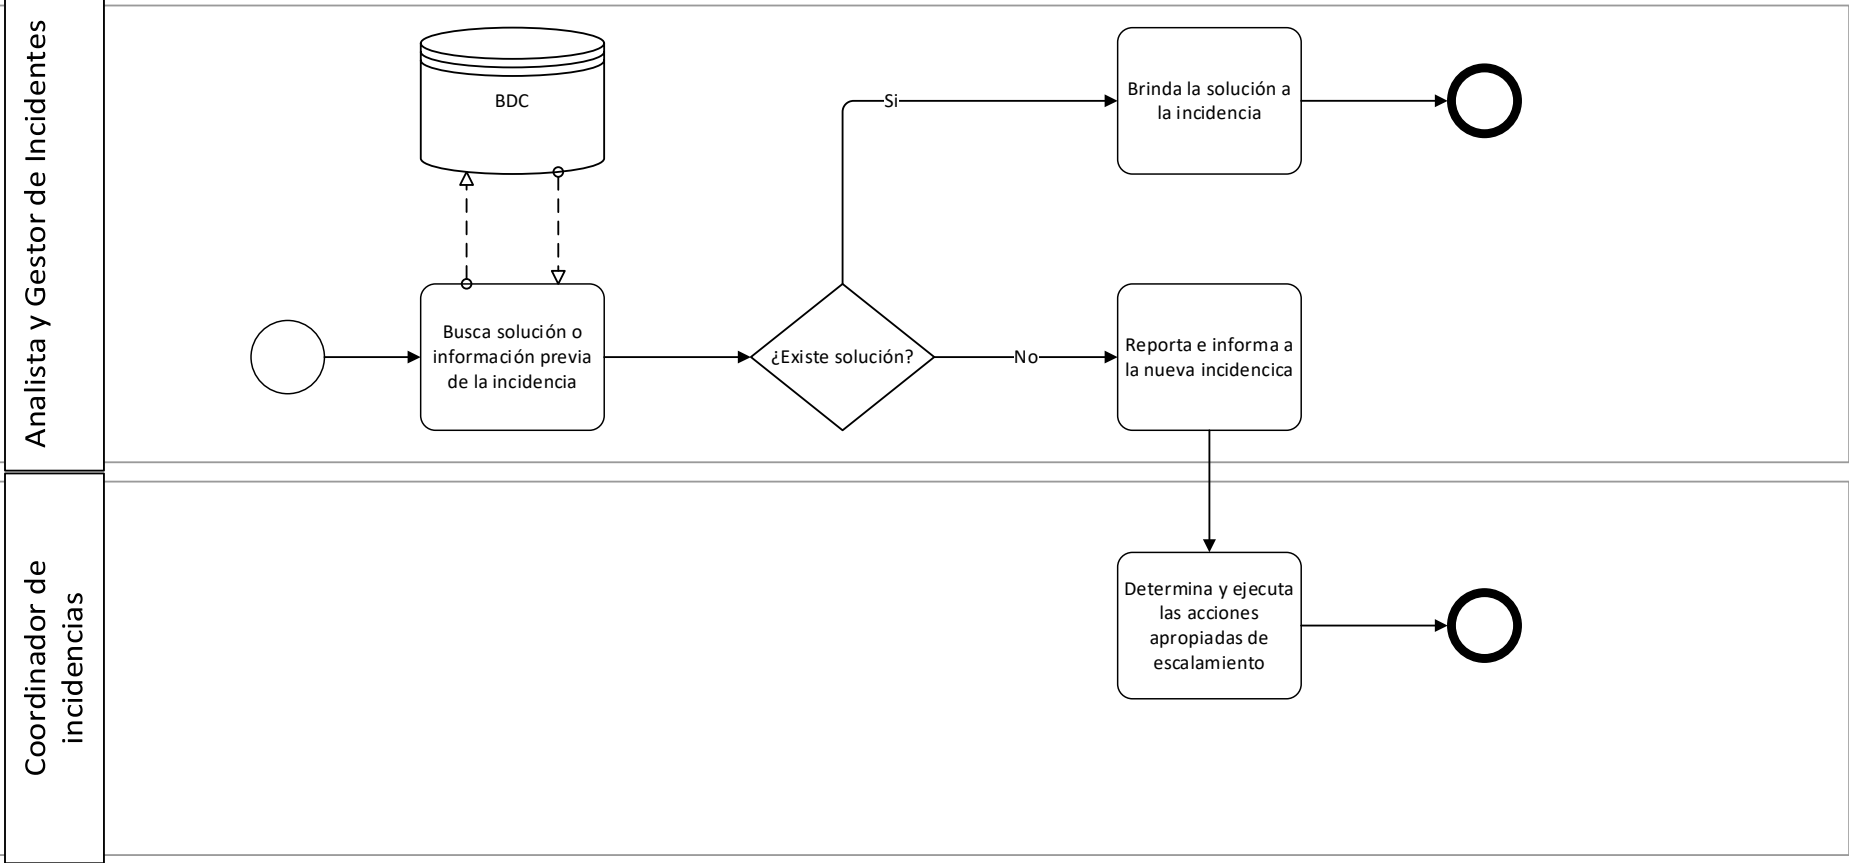 Analista y Gestor de Incidentes
BDC
Si
Brinda la solución a
la incidencia
Busca solución o
información previa
de la incidencia
¿Existe solución?
No
Reporta e informa a
la nueva incidencica
Coordinador de
incidencias
Determina y ejecuta
las acciones
apropiadas de
escalamiento